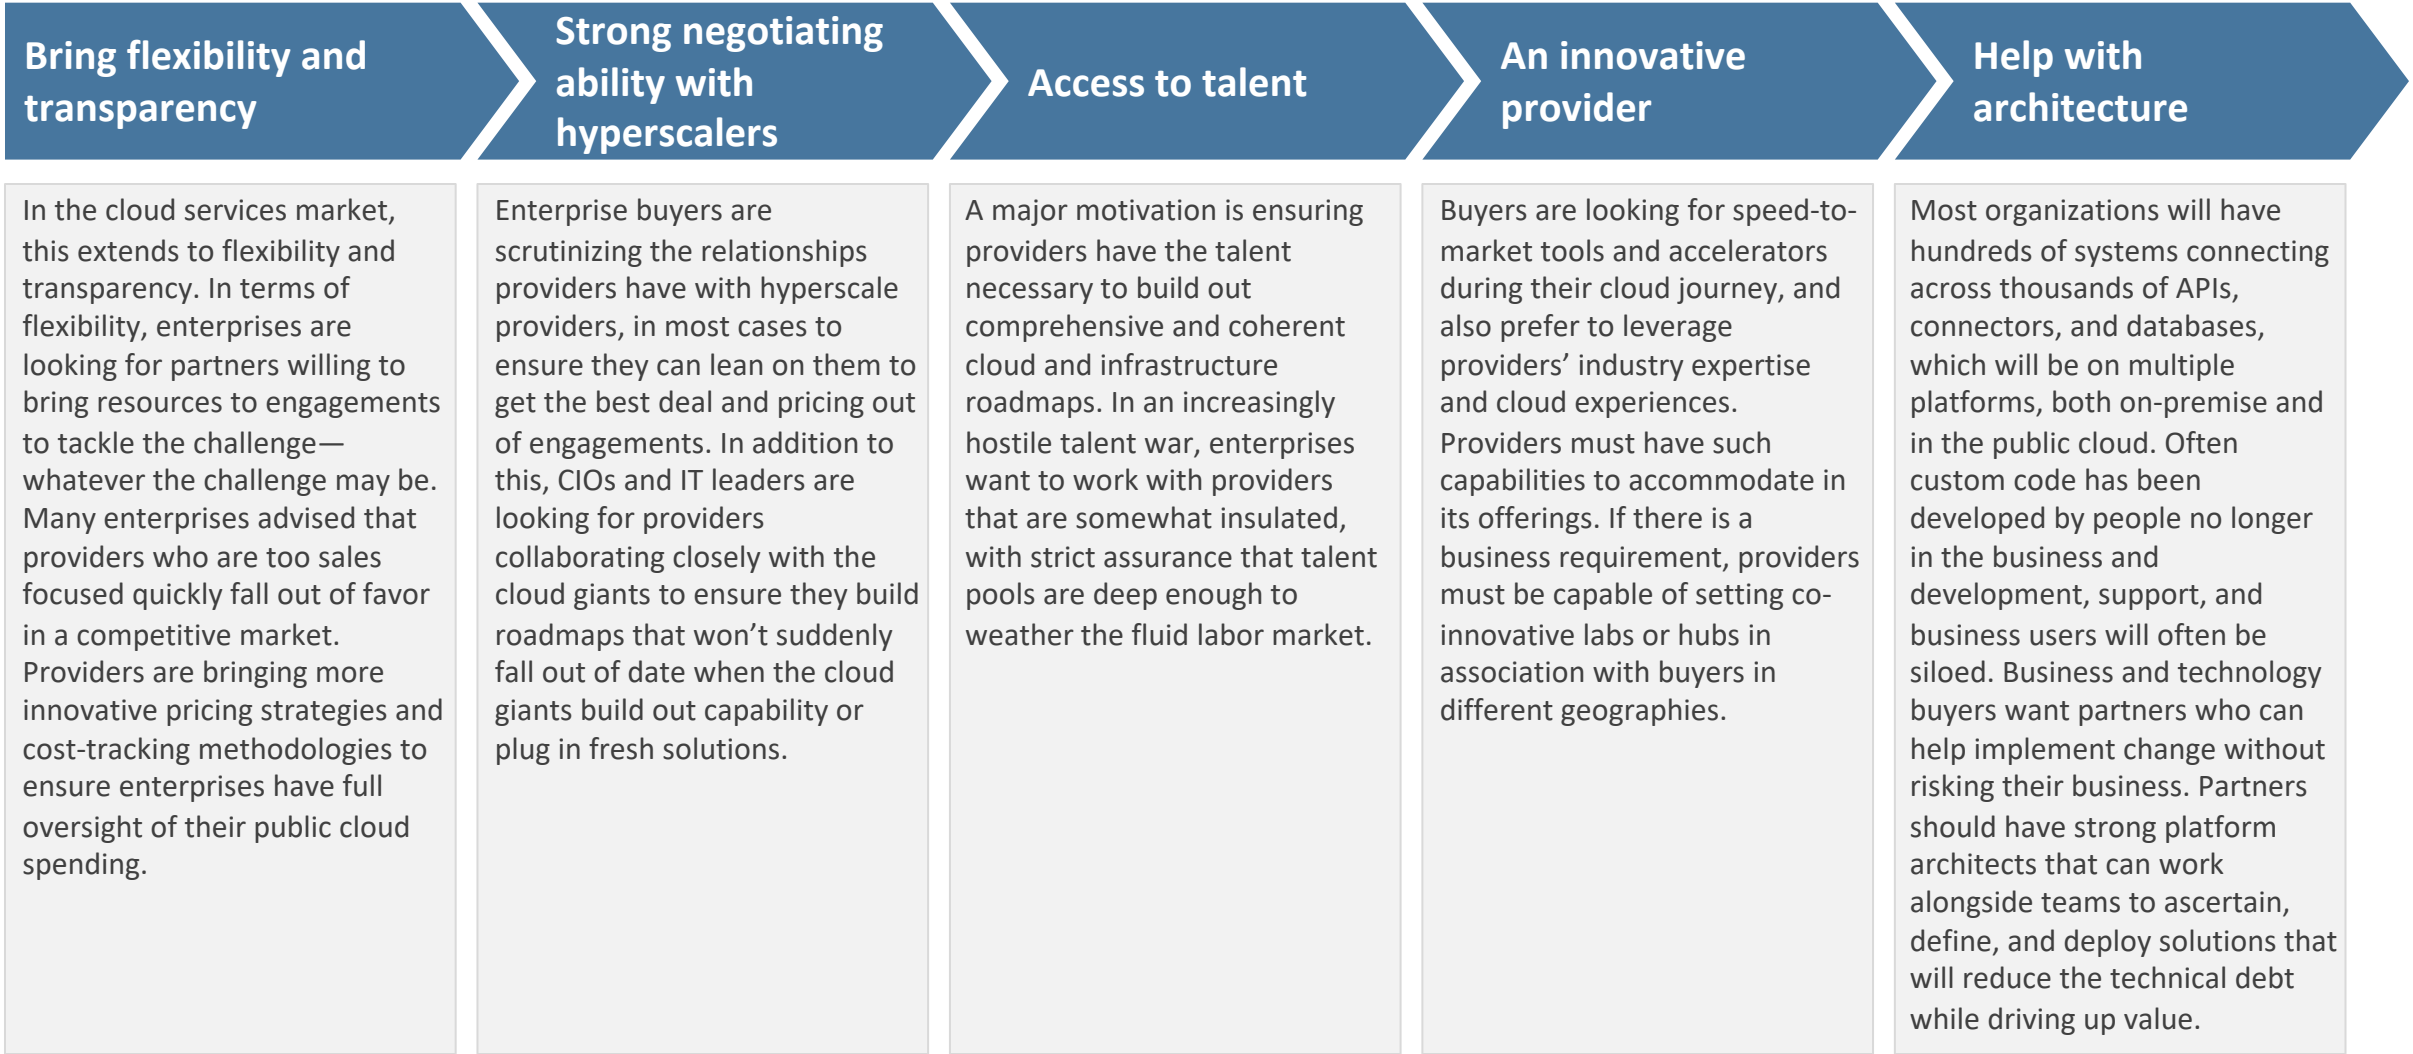 Bring flexibility and
transparency
In the cloud services market,
this extends to flexibility and
transparency. In terms of
flexibility, enterprises are
looking for partners willing to
bring resources to engagements
to tackle the challenge—
whatever the challenge may be.
Many enterprises advised that
providers who are too sales
focused quickly fall out of favor
in a competitive market.
Providers are bringing more
innovative pricing strategies and
cost-tracking methodologies to
ensure enterprises have full
oversight of their public cloud
spending.
Strong negotiating
ability with
hyperscalers
Enterprise buyers are
scrutinizing the relationships
providers have with hyperscale
providers, in most cases to
ensure they can lean on them to
get the best deal and pricing out
of engagements. In addition to
this, CIOs and IT leaders are
looking for providers
collaborating closely with the
cloud giants to ensure they build
roadmaps that won’t suddenly
fall out of date when the cloud
giants build out capability or
plug in fresh solutions.
Access to talent
A major motivation is ensuring
providers have the talent
necessary to build out
comprehensive and coherent
cloud and infrastructure
roadmaps. In an increasingly
hostile talent war, enterprises
want to work with providers
that are somewhat insulated,
with strict assurance that talent
pools are deep enough to
weather the fluid labor market.
An innovative
provider
Buyers are looking for speed-to-
market tools and accelerators
during their cloud journey, and
also prefer to leverage
providers’ industry expertise
and cloud experiences.
Providers must have such
capabilities to accommodate in
its offerings. If there is a
business requirement, providers
must be capable of setting co-
innovative labs or hubs in
association with buyers in
different geographies.
Help with
architecture
Most organizations will have
hundreds of systems connecting
across thousands of APIs,
connectors, and databases,
which will be on multiple
platforms, both on-premise and
in the public cloud. Often
custom code has been
developed by people no longer
in the business and
development, support, and
business users will often be
siloed. Business and technology
buyers want partners who can
help implement change without
risking their business. Partners
should have strong platform
architects that can work
alongside teams to ascertain,
define, and deploy solutions that
will reduce the technical debt
while driving up value.